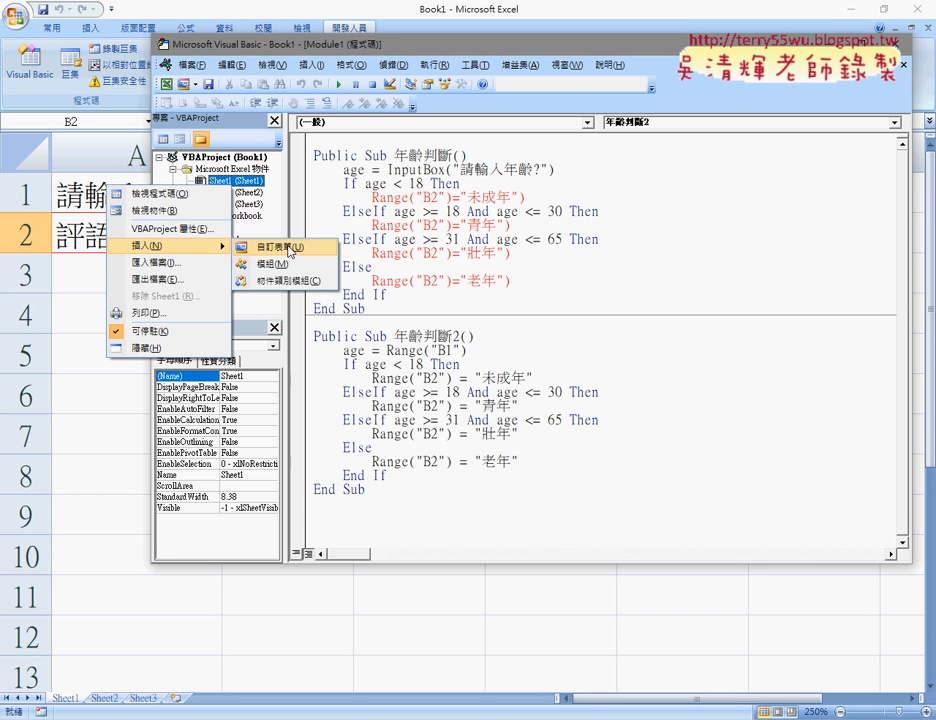 Book1 - Microsoft Excel
常用 插入 版面配置 公式 資料 校閱 檢視 開發人員
Visual Basic 巨集 錄製巨集
以相對位置
巨集安全性
程式碼
Microsoft Visual Basic - Book1 - [Module1 (程式碼)]
http://terry55wu.blogspot.tw
吳清輝老師錄製
檔案(F) 編輯(E) 檢視(V) 插入(I) 格式(O) 偵錯(D) 執行(R) 工具(T) 增益集(A) 視窗(W) 說明(H)
B2
專案 - VBAProject
(一般) 年齡判斷2
VBAProject (Book1)
Microsoft Excel 物件
Sheet1 (Sheet1)
(Sheet2)
(Sheet3)
orkbook
檢視程式碼(O)
檢視物件(B)
VBAProject 屬性(E)...
插入(N)
匯入檔案(I)...
匯出檔案(E)...
移除 Sheet1 (R)...
列印(P)...
可停駐(K)
隱藏(H)
自訂表單(U)
模組(M)
物件類別模組(C)
Public Sub 年齡判斷()
age = InputBox("請輸入年齡?")
If age < 18 Then
Range("B2")="未成年")
ElseIf age >= 18 And age <= 30 Then
Range("B2")="青年")
ElseIf age >= 31 And age <= 65 Then
Range("B2")="壯年")
Else
Range("B2")="老年")
End If
End Sub
Public Sub 年齡判斷2()
age = Range("B1")
If age < 18 Then
Range("B2") = "未成年"
ElseIf age >= 18 And age <= 30 Then
Range("B2") = "青年"
ElseIf age >= 31 And age <= 65 Then
Range("B2") = "壯年"
Else
Range("B2") = "老年"
End If
End Sub
字母順序 性質分類
(Name) Sheet1
DisplayPageBreak False
DisplayRightToLe False
EnableAutoFilter False
EnableCalculation True
EnableFormatCon True
EnableOutlining False
EnablePivotTable False
EnableSelection 0 - xlNoRestricti
Name Sheet1
ScrollArea
StandardWidth 8.38
Visible -1 - xlSheetVisib
A
1 請輸
2 評語
3
4
5
6
7
8
9
10
11
12
13
Sheet1 Sheet2 Sheet3
就緒 250%